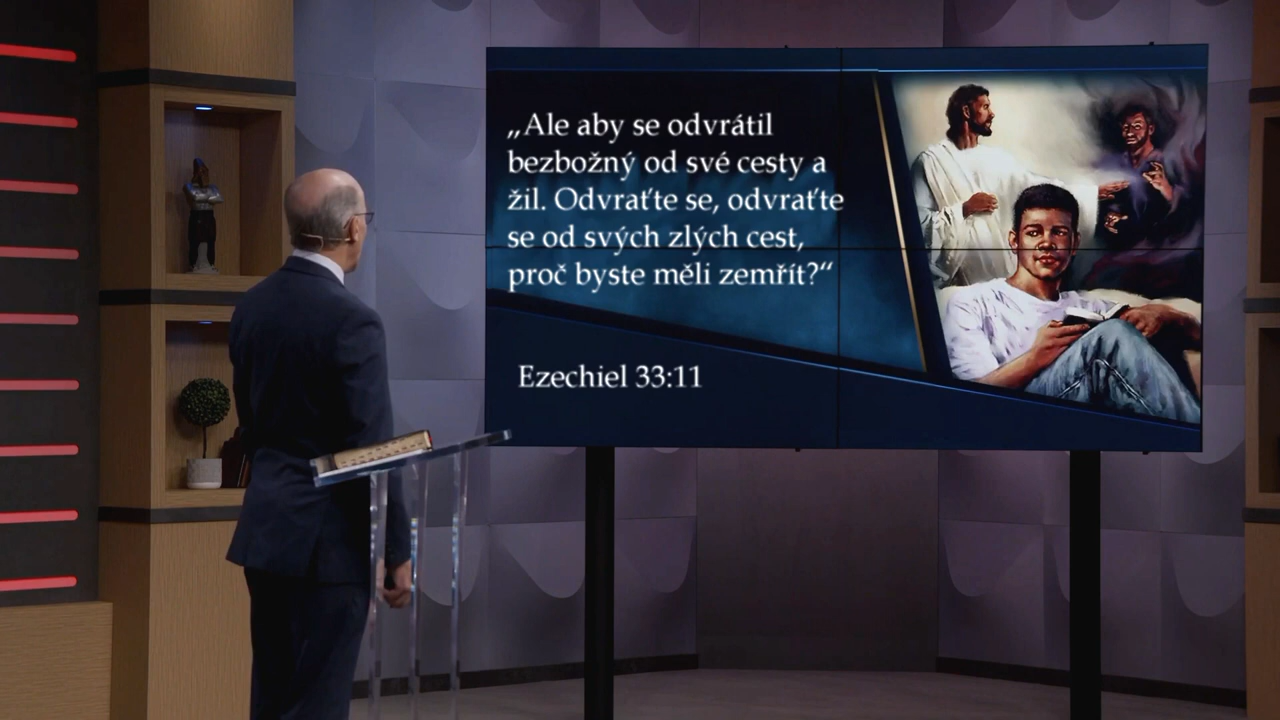 „Ale aby se odvrátil
bezbožný od své cesty a
žil. Odvraťte se, odvraťte
se od svých zlých cest,
proč byste měli zemřít?“
Ezechiel 33:11